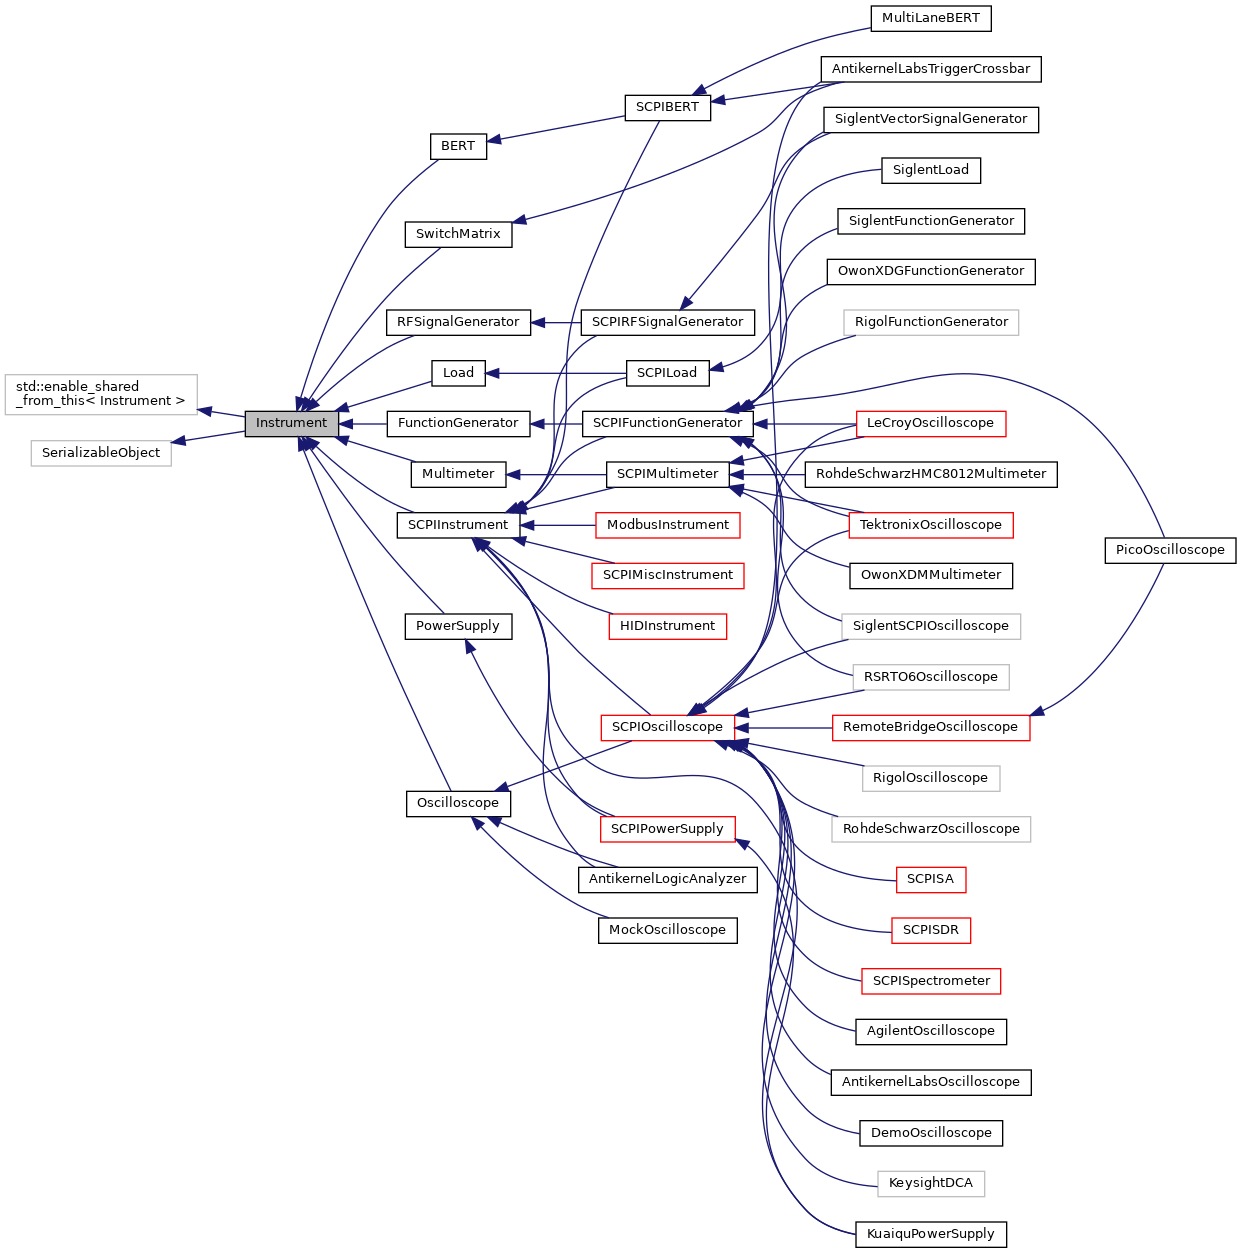 MultiLaneBERT
AntikernelLabsTriggerCrossbar
SCPIBERT
SiglentVectorSignalGenerator
BERT
SiglentLoad
SiglentFunctionGenerator
SwitchMatrix
OwonXDGFunctionGenerator
RFSignalGenerator
SCPIRFSignalGenerator
RigolFunctionGenerator
Load
SCPILoad
std::enable_shared
_from_this< Instrument >
Instrument
FunctionGenerator
SCPIFunctionGenerator
LeCroyOscilloscope
SerializableObject
Multimeter
SCPIMultimeter
RohdeSchwarzHMC8012Multimeter
SCPIInstrument
ModbusInstrument
TektronixOscilloscope
PicoOscilloscope
SCPIMiscInstrument
OwonXDMMultimeter
PowerSupply
HIDInstrument
SiglentSCPIOscilloscope
RSRTO6Oscilloscope
SCPIOscilloscope
RemoteBridgeOscilloscope
RigolOscilloscope
Oscilloscope
SCPIPowerSupply
RohdeSchwarzOscilloscope
AntikernelLogicAnalyzer
SCPISA
MockOscilloscope
SCPISDR
SCPISpectrometer
AgilentOscilloscope
AntikernelLabsOscilloscope
DemoOscilloscope
KeysightDCA
KuaiquPowerSupply